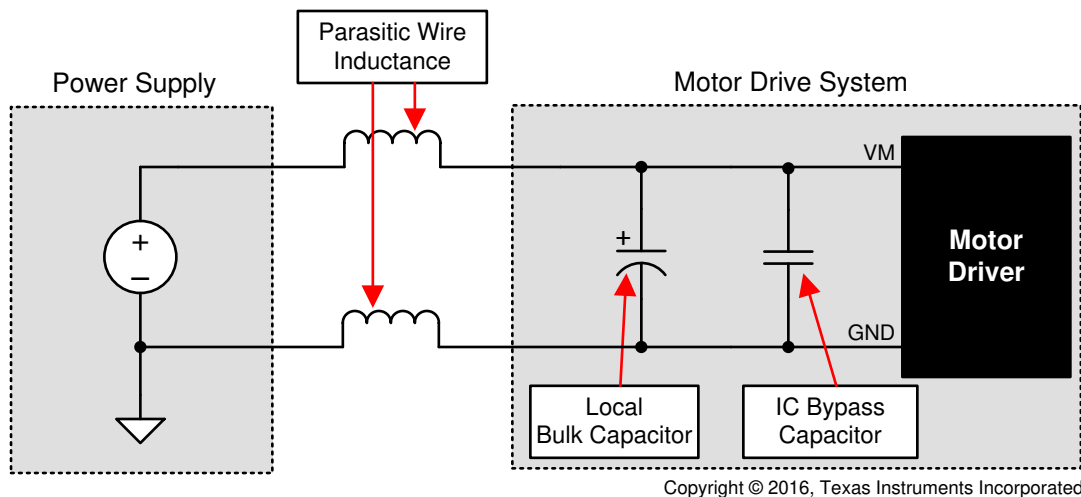 Parasitic Wire
Inductance
Power Supply
Motor Drive System
VM
+
–
+
Motor
Driver
GND
Local
Bulk Capacitor
IC Bypass
Capacitor
Copyright © 2016, Texas Instruments Incorporated